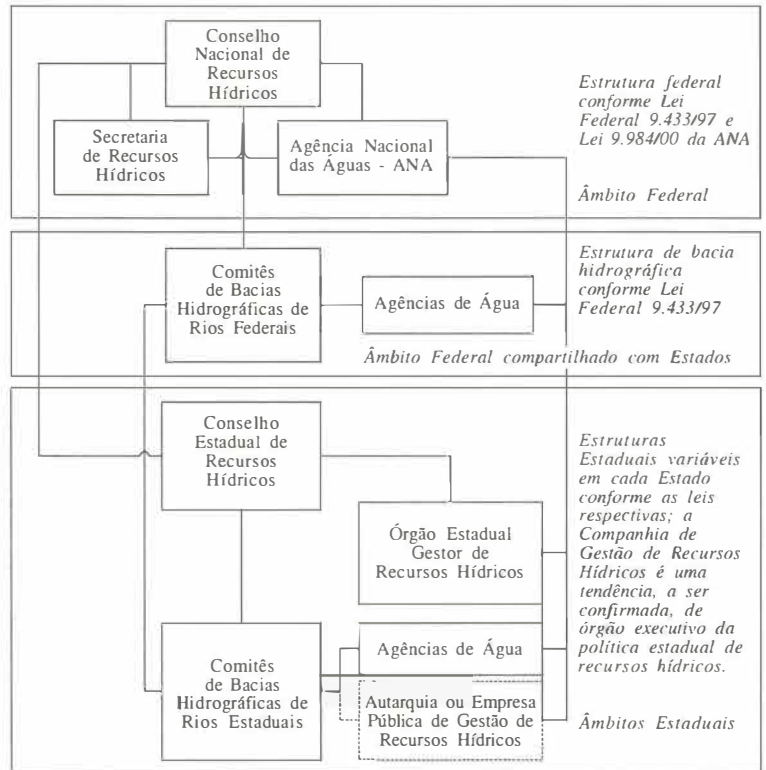 Conselho
Nacional de
Recursos
Hídricos
Secretaria
de Recursos
Hídricos
Agência Nacional
das Águas - ANA
Estrutura federal
conforme Lei
Federal 9.433/97 e
Lei 9.984/00 da ANA
Âmbito Federal
Comitês
de Bacias
Hidrográficas de
Rios Federais
Agências de Água
Estrutura de bacia
hidrográfica
conforme Lei
Federal 9.433/97
Âmbito Federal compartilhado com Estados
Conselho
Estadual de
Recursos
Hídricos
Órgão Estadual
Gestor de
Recursos Hídricos
Agências de Água
Comitês
de Bacias
Hidrográficas de
Rios Estaduais
Autarquia ou Empresa
Pública de Gestão de
Recursos Hídricos
Estruturas
Estaduais variáveis
em cada Estado
conforme as leis
respectivas; a
Companhia de
Gestão de Recursos
Hídricos é uma
tendência, a ser
confirmada, de
órgão executivo da
política estadual de
recursos hídricos.
Âmbitos Estaduais